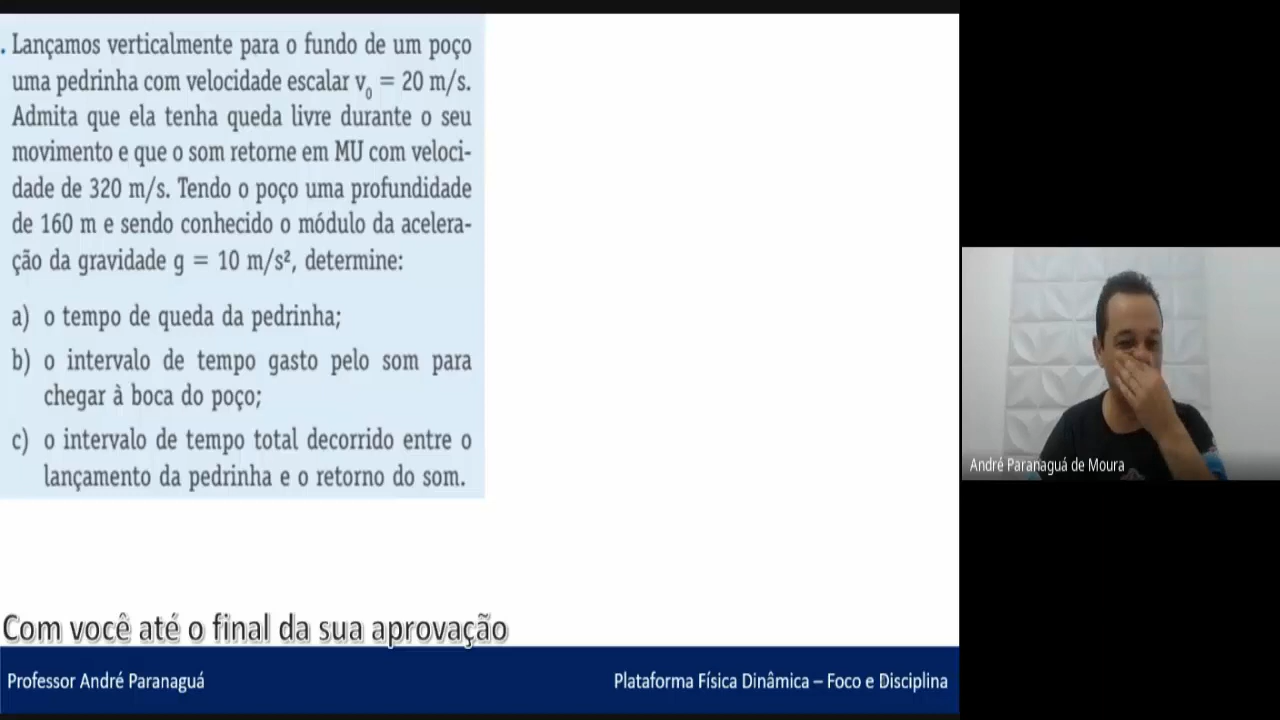 . Lançamos verticalmente para o fundo de um poço
uma pedrinha com velocidade escalar v₀ = 20 m/s.
Admita que ela tenha queda livre durante o seu
movimento e que o som retorne em MU com veloci-
dade de 320 m/s. Tendo o poço uma profundidade
de 160 m e sendo conhecido o módulo da acelera-
ção da gravidade g = 10 m/s², determine:
a) o tempo de queda da pedrinha;
b) o intervalo de tempo gasto pelo som para
chegar à boca do poço;
c) o intervalo de tempo total decorrido entre o
lançamento da pedrinha e o retorno do som.
André Paranaguá de Moura
Com você até o final da sua aprovação
Professor André Paranaguá
Plataforma Física Dinâmica – Foco e Disciplina